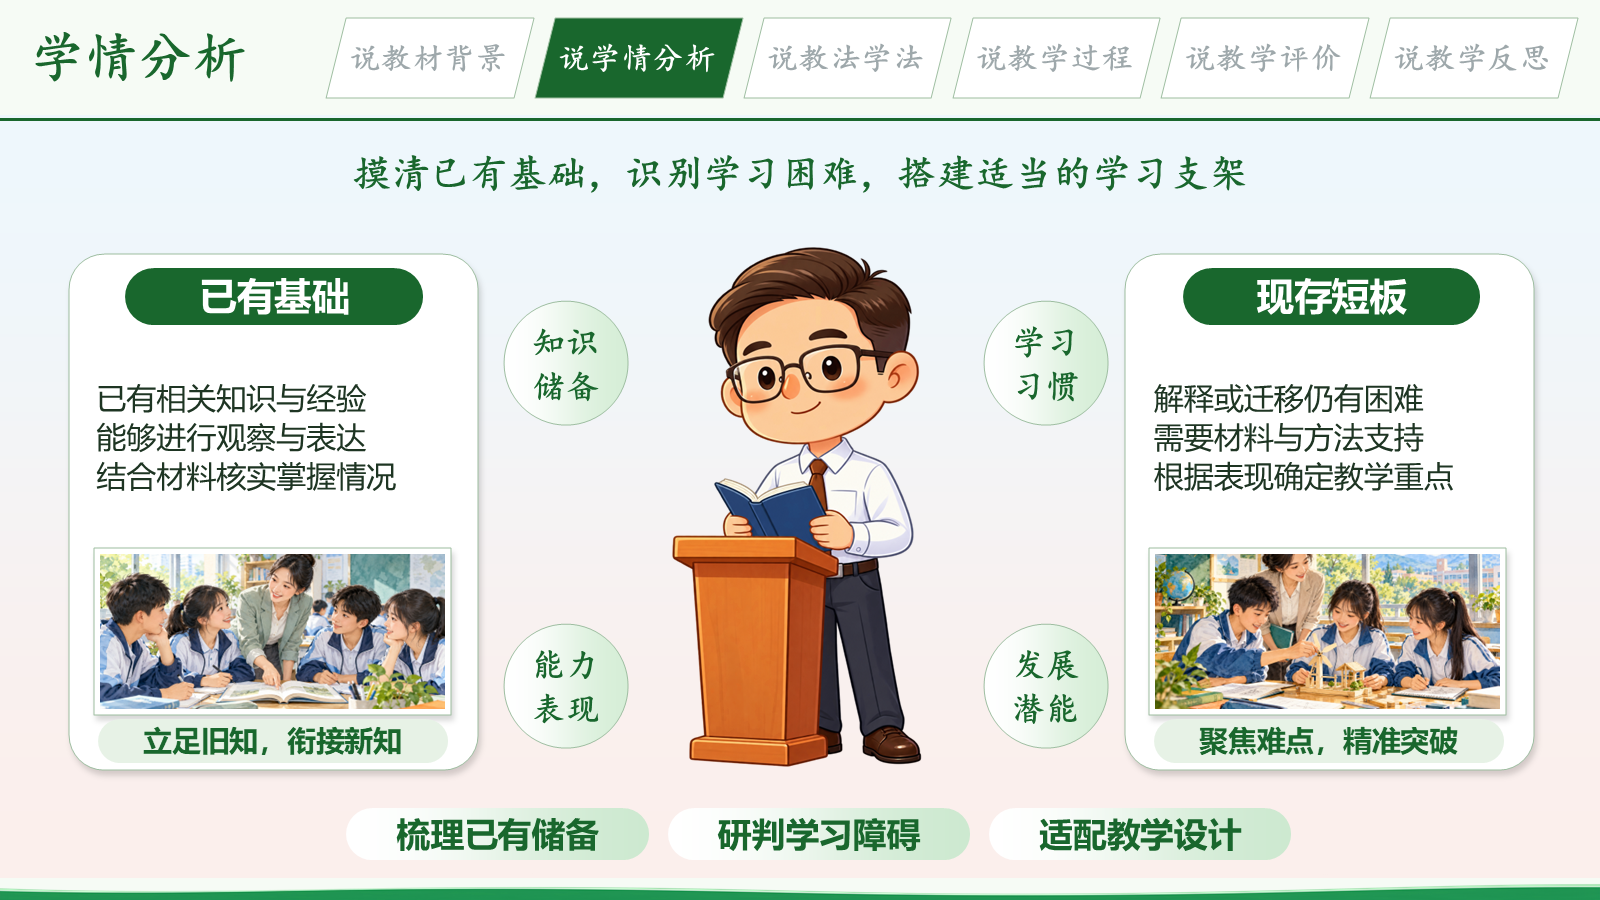 学情分析
说教材背景
说学情分析
说教法学法
说教学过程
说教学评价
说教学反思
摸清已有基础，识别学习困难，搭建适当的学习支架
已有基础
已有相关知识与经验
能够进行观察与表达
结合材料核实掌握情况
立足旧知，衔接新知
知识
储备
能力
表现
学习
习惯
发展
潜能
现存短板
解释或迁移仍有困难
需要材料与方法支持
根据表现确定教学重点
聚焦难点，精准突破
梳理已有储备
研判学习障碍
适配教学设计